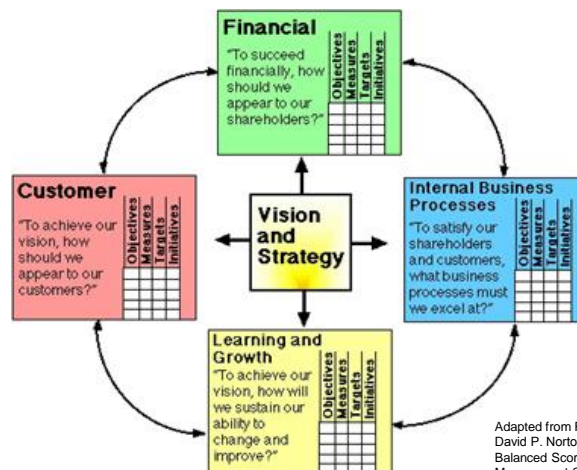 Financial
"To succeed
financially, how
should we
appear to our
shareholders?"
Objectives
Measures
Targets
Initiatives
Customer
"To achieve our
vision, how
should we
appear to our
customers?"
Objectives
Measures
Targets
Initiatives
Vision
and
Strategy
Internal Business
Processes
"To satisfy our
shareholders
and customers,
what business
processes must
we excel at?"
Objectives
Measures
Targets
Initiatives
Learning and
Growth
"To achieve our
vision, how will
we sustain our
ability to
change and
improve?"
Objectives
Measures
Targets
Initiatives
Adapted from
David P. Norto
Balanced Scor